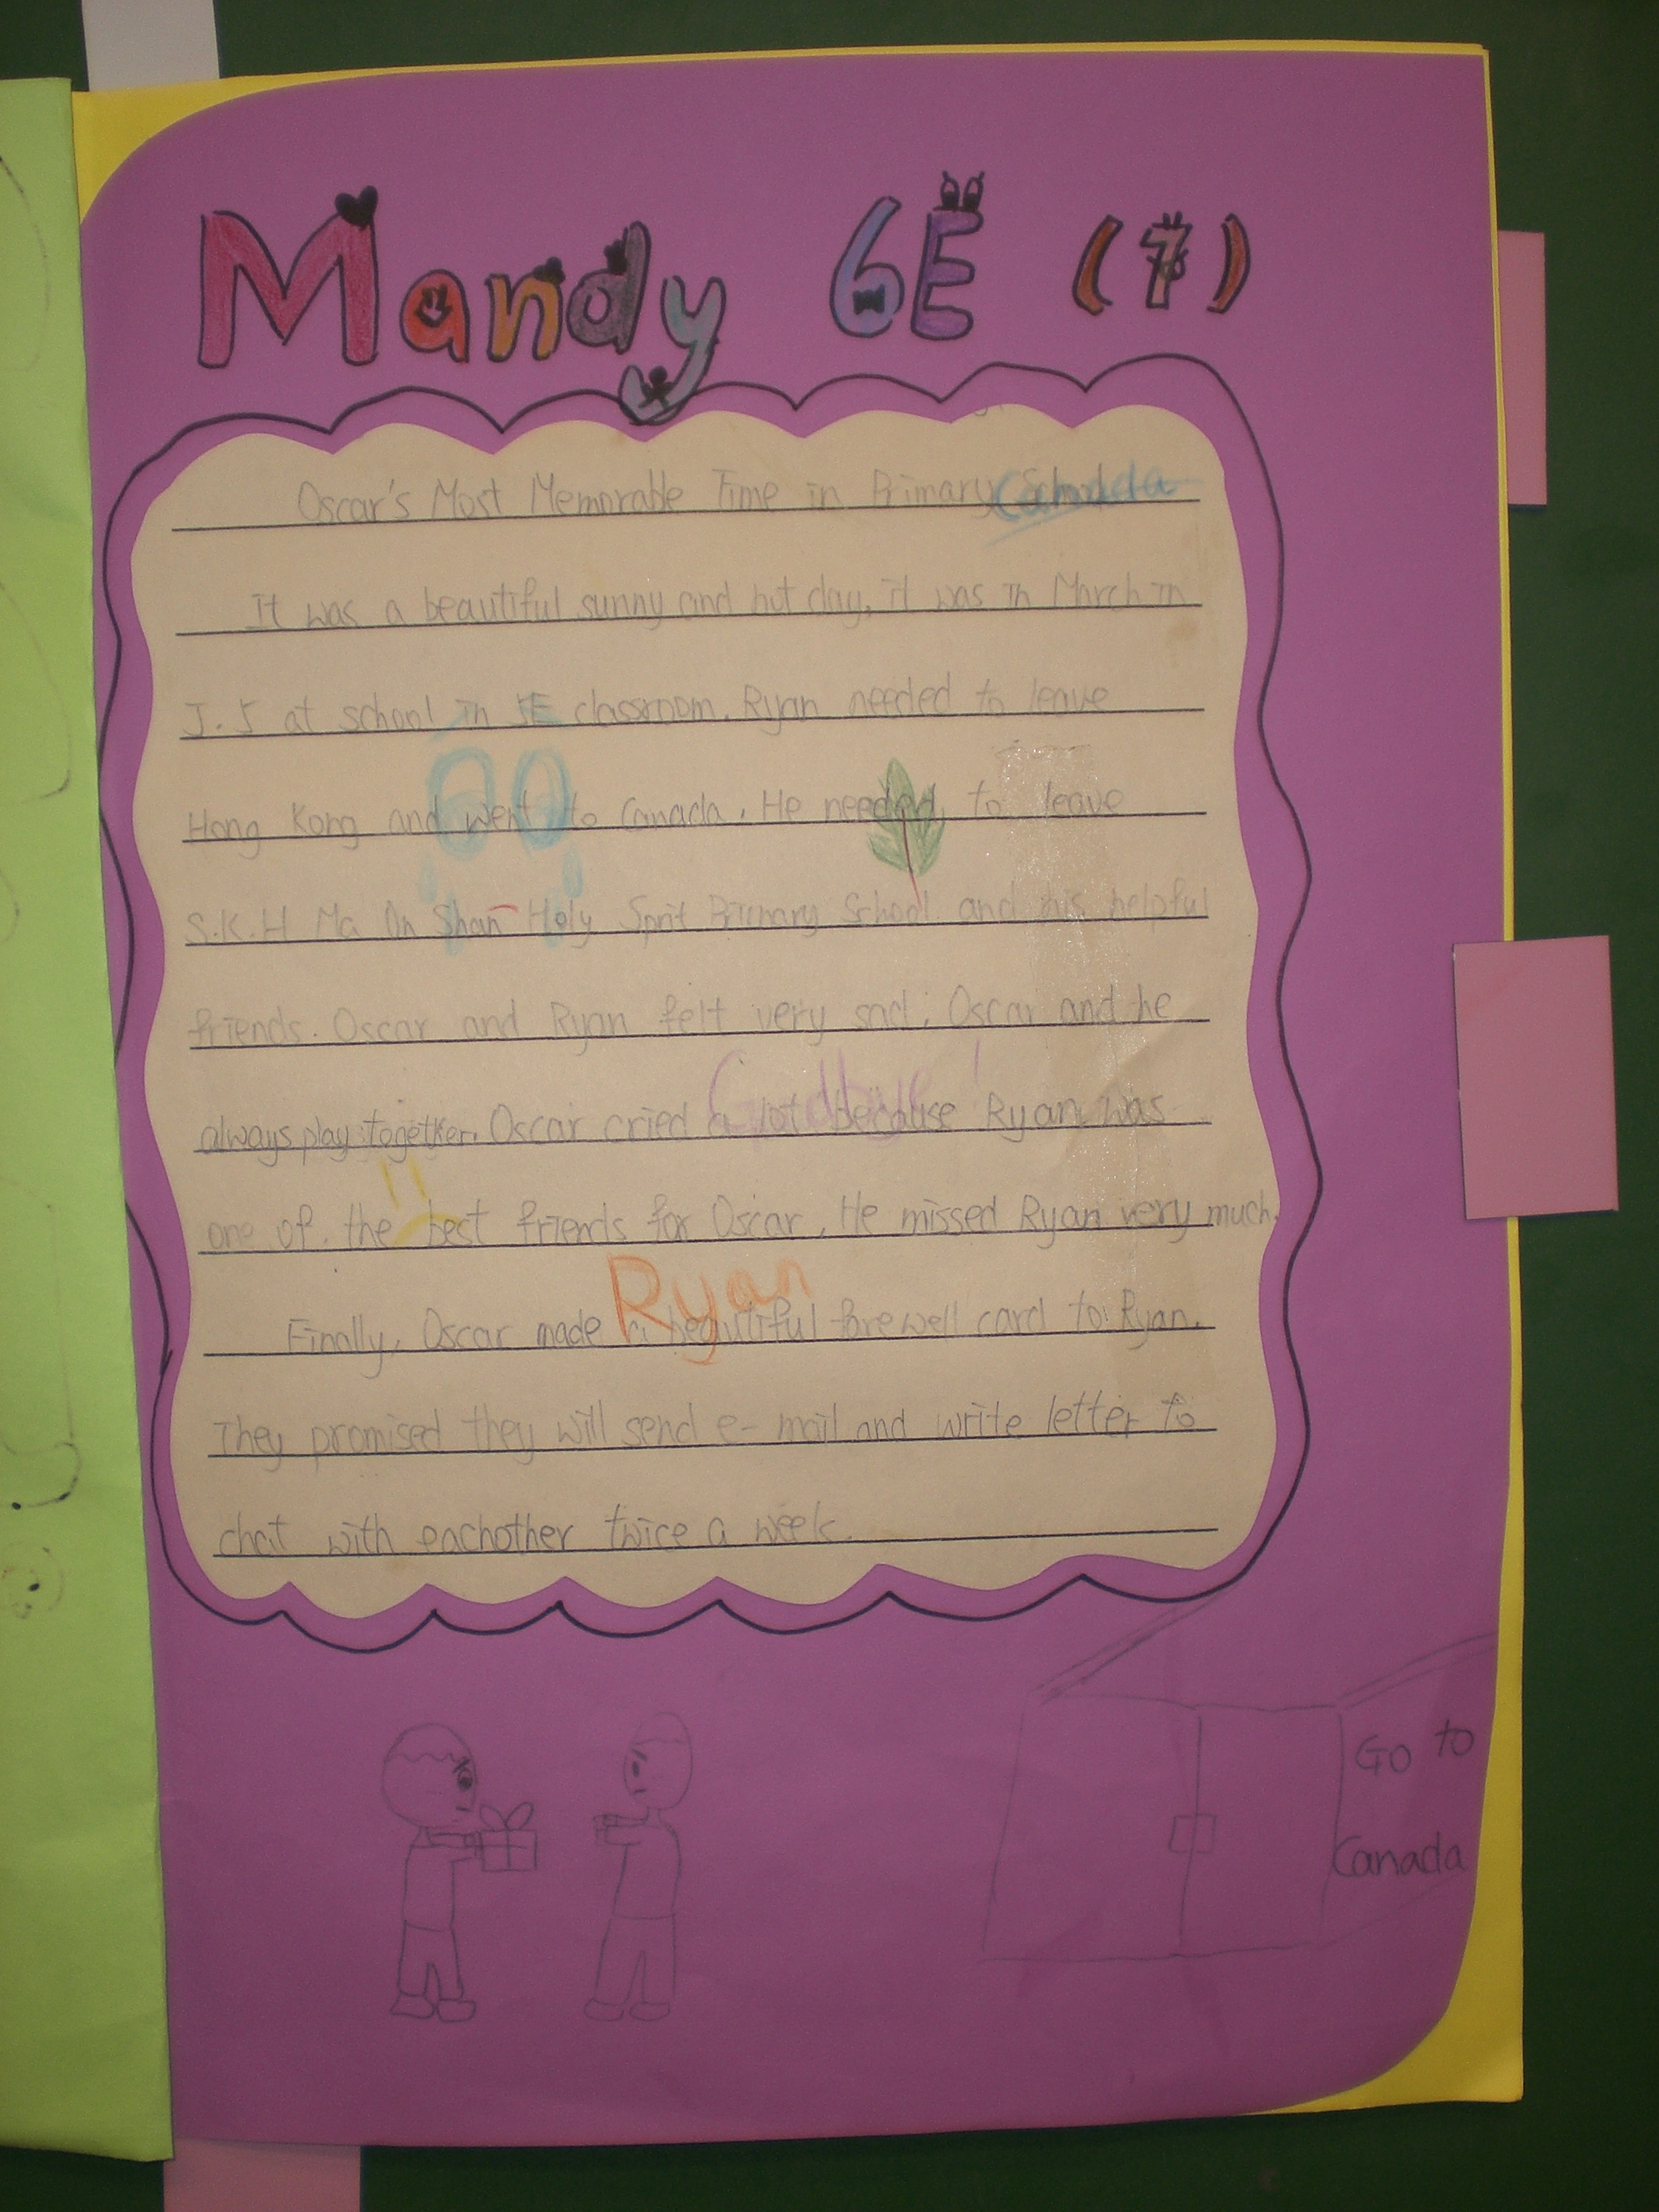 Mandy 6E (7)
Oscar's Most Memorable Time in Primary School
Canada
It was a beautiful sunny and hot day, it was in March in
J.5 at school in 5E classroom. Ryan needed to leave
Hong Kong and went to Canada. He needed to leave
S.K.H Ma On Shan Holy Sprit Primary School and his helpful
friends. Oscar and Ryan felt very sad. Oscar and he
always play together. Oscar cried a lot because Ryan was
Goodbye!
one of the best friends for Oscar. He missed Ryan very much.
Ryan
Finally, Oscar made a beautiful farewell card to Ryan.
They promised they will send e-mail and write letter to
chat with eachother twice a week.
Go to
Canada